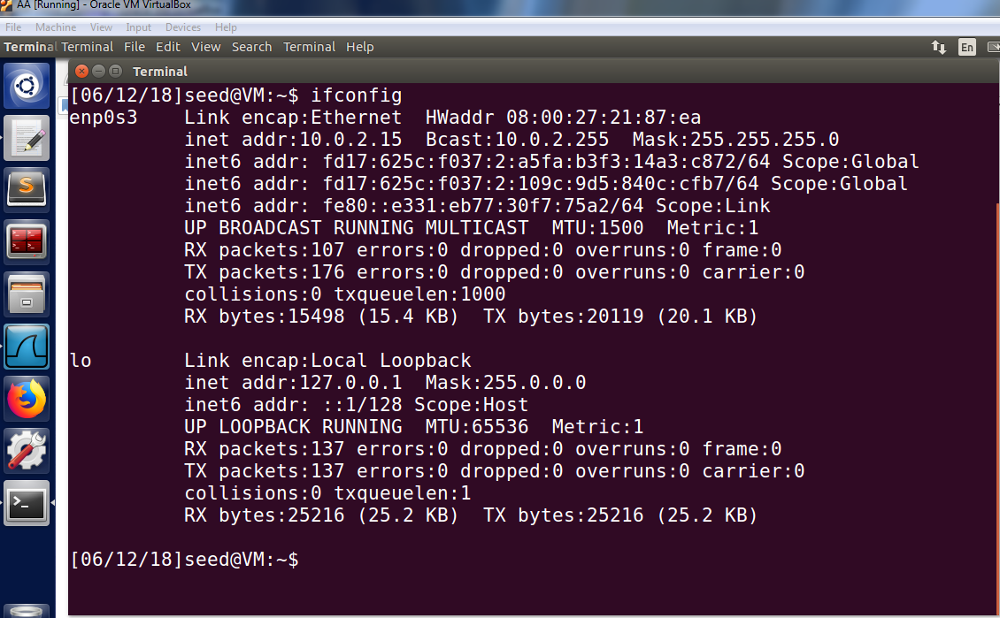 AA [Running] - Oracle VM VirtualBox
File Machine View Input Devices Help
Terminal Terminal File Edit View Search Terminal Help En
Terminal
[06/12/18]seed@VM:~$ ifconfig
enp0s3 Link encap:Ethernet HWaddr 08:00:27:21:87:ea
inet addr:10.0.2.15 Bcast:10.0.2.255 Mask:255.255.255.0
inet6 addr: fd17:625c:f037:2:a5fa:b3f3:14a3:c872/64 Scope:Global
inet6 addr: fd17:625c:f037:2:109c:9d5:840c:cfb7/64 Scope:Global
inet6 addr: fe80::e331:eb77:30f7:75a2/64 Scope:Link
UP BROADCAST RUNNING MULTICAST MTU:1500 Metric:1
RX packets:107 errors:0 dropped:0 overruns:0 frame:0
TX packets:176 errors:0 dropped:0 overruns:0 carrier:0
collisions:0 txqueuelen:1000
RX bytes:15498 (15.4 KB) TX bytes:20119 (20.1 KB)
lo Link encap:Local Loopback
inet addr:127.0.0.1 Mask:255.0.0.0
inet6 addr: ::1/128 Scope:Host
UP LOOPBACK RUNNING MTU:65536 Metric:1
RX packets:137 errors:0 dropped:0 overruns:0 frame:0
TX packets:137 errors:0 dropped:0 overruns:0 carrier:0
collisions:0 txqueuelen:1
RX bytes:25216 (25.2 KB) TX bytes:25216 (25.2 KB)
[06/12/18]seed@VM:~$